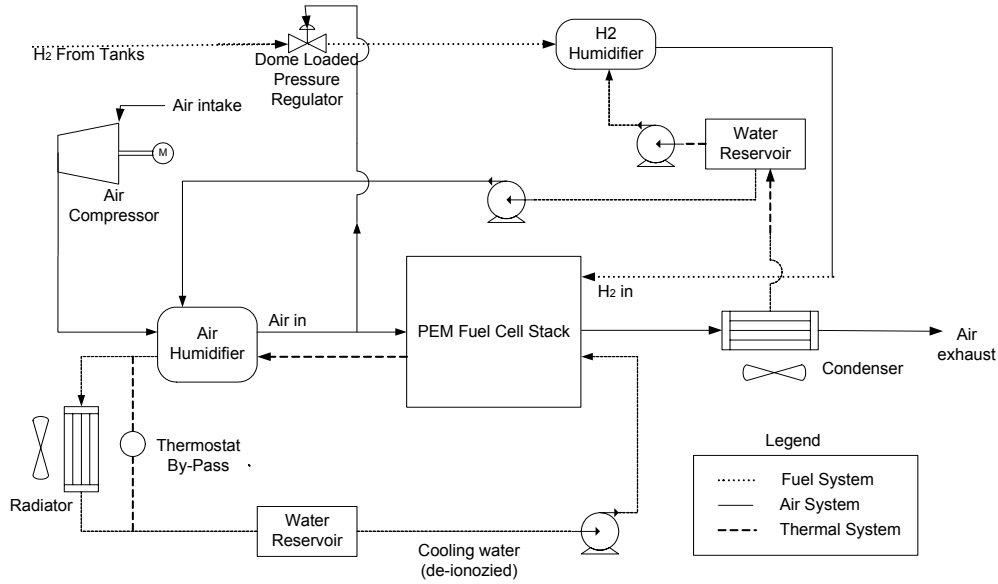 H2 From Tanks
Dome Loaded
Pressure
Regulator
H2
Humidifier
Air intake
M
Air
Compressor
Water
Reservoir
H2 in
Air
Humidifier
Air in
PEM Fuel Cell Stack
Air
exhaust
Condenser
Thermostat
By-Pass
Radiator
Water
Reservoir
Cooling water
(de-ionozied)
Legend
Fuel System
Air System
Thermal System